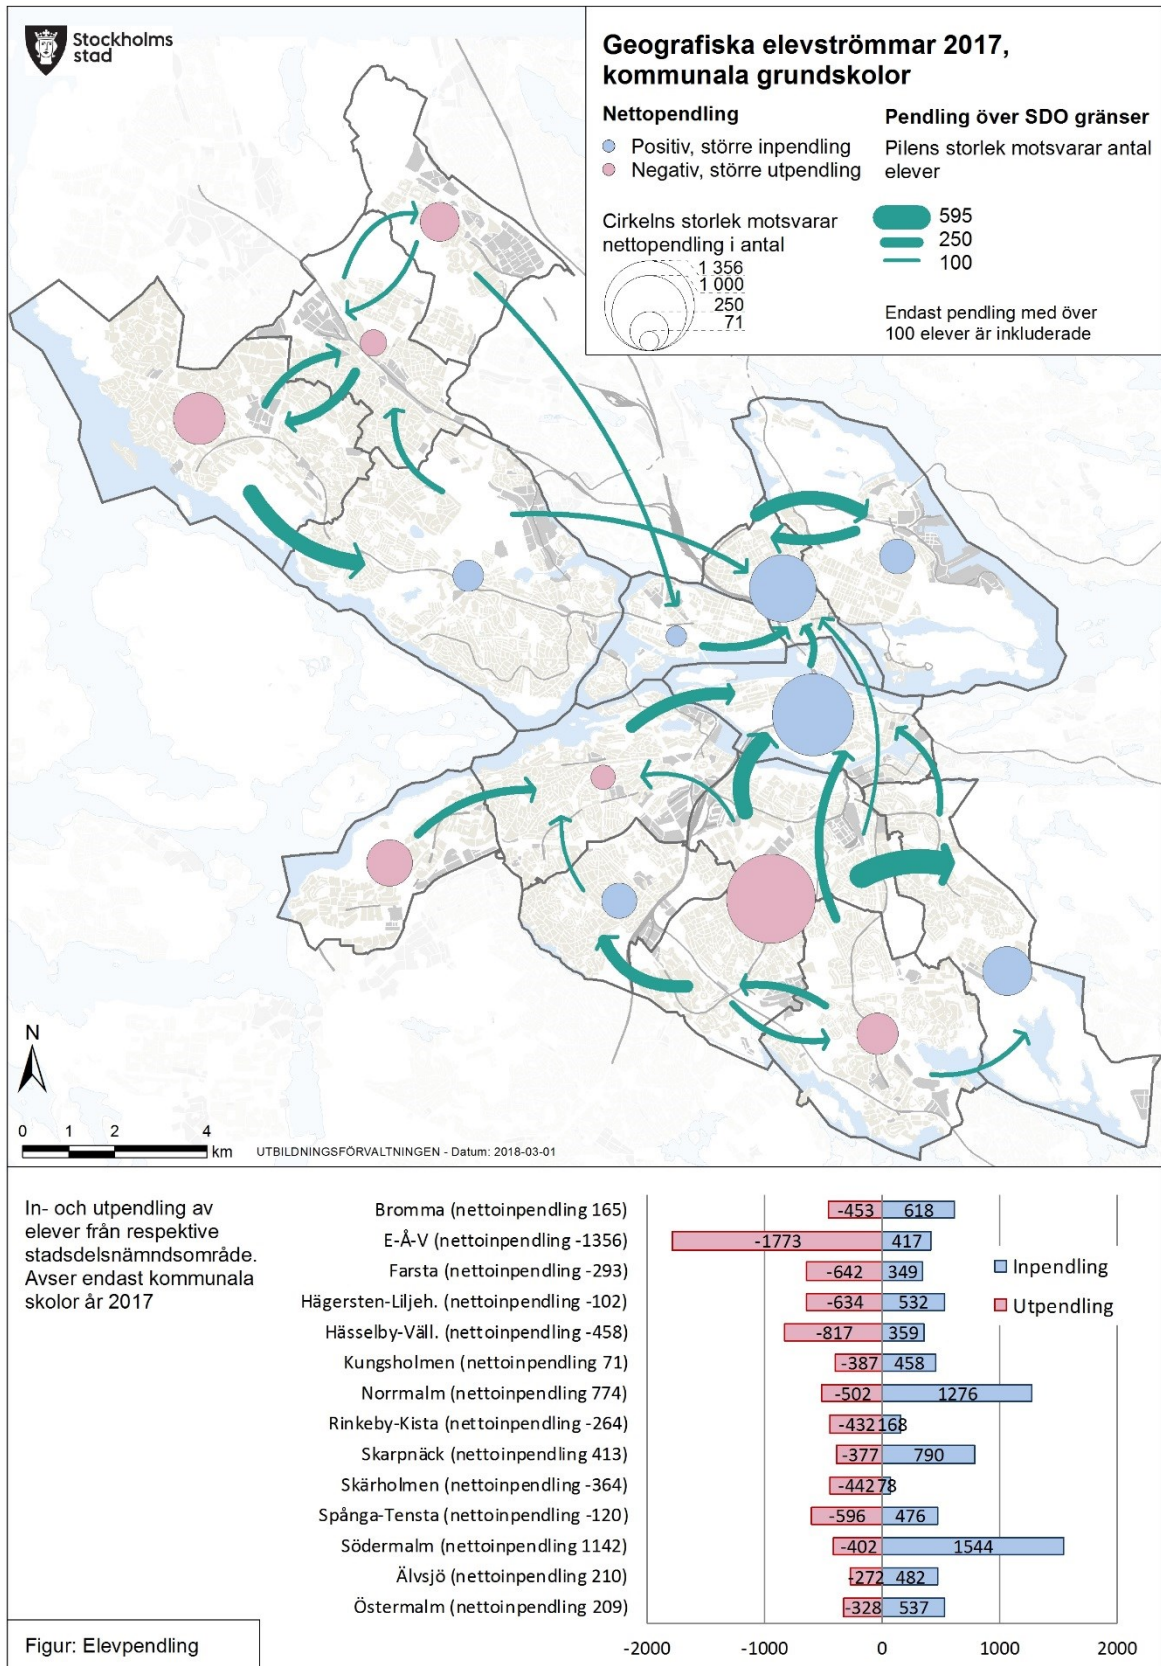 Stockholms
stad
Geografiska elevströmmar 2017,
kommunala grundskolor
Nettopendling
Positiv, större inpendling
Negativ, större utpendling
Cirkelns storlek motsvarar
nettopendling i antal
1 356
1 000
250
71
Pendling över SDO gränser
Pilens storlek motsvarar antal
elever
595
250
100
Endast pendling med över
100 elever är inkluderade
N
0 1 2 4
km
UTBILDNINGSFÖRVALTNINGEN - Datum: 2018-03-01
In- och utpendling av
elever från respektive
stadsdelsnämndsområde.
Avser endast kommunala
skolor år 2017
Bromma (nettoinpendling 165) -453 618
E-Å-V (nettoinpendling -1356) -1773 417
Farsta (nettoinpendling -293) -642 349
Hägersten-Liljeh. (nettoinpendling -102) -634 532
Hässelby-Väll. (nettoinpendling -458) -817 359
Kungsholmen (nettoinpendling 71) -387 458
Norrmalm (nettoinpendling 774) -502 1276
Rinkeby-Kista (nettoinpendling -264) -432 168
Skarpnäck (nettoinpendling 413) -377 790
Skärholmen (nettoinpendling -364) -442 78
Spånga-Tensta (nettoinpendling -120) -596 476
Södermalm (nettoinpendling 1142) -402 1544
Älvsjö (nettoinpendling 210) -272 482
Östermalm (nettoinpendling 209) -328 537
Inpendling
Utpendling
-2000 -1000 0 1000 2000
Figur: Elevpendling